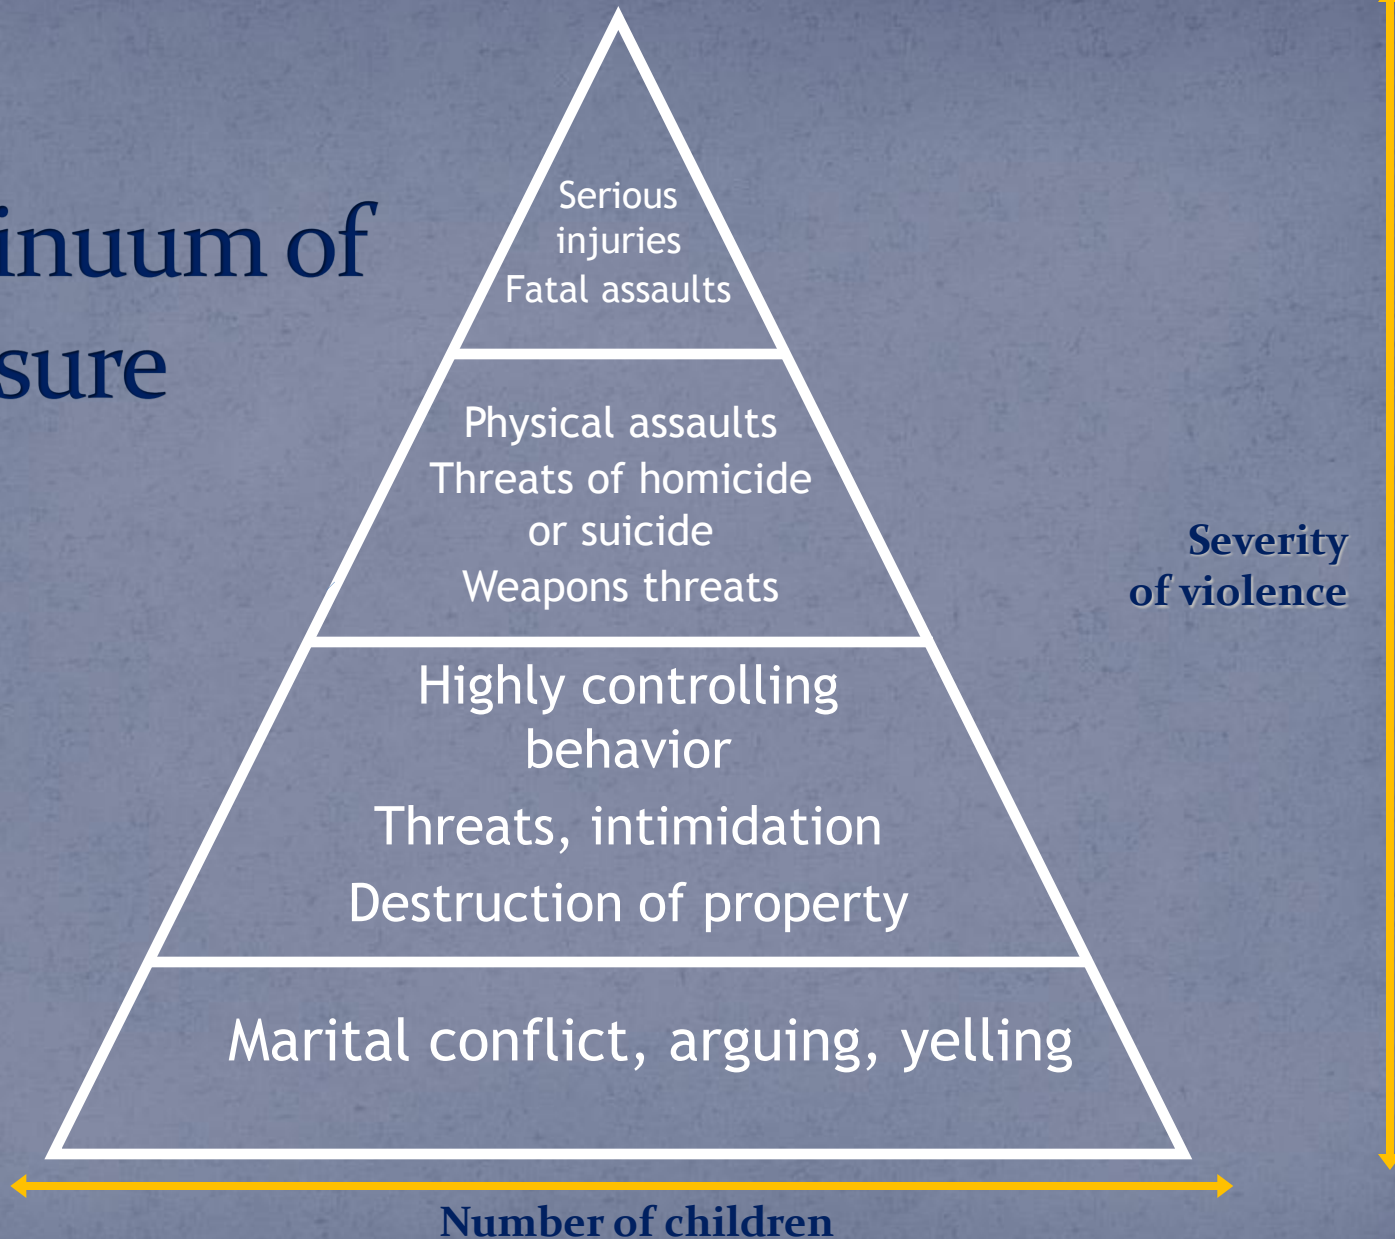 inuum of
sure
Serious
injuries
Fatal assaults
Physical assaults
Threats of homicide
or suicide
Weapons threats
Severity
of violence
Highly controlling
behavior
Threats, intimidation
Destruction of property
Marital conflict, arguing, yelling
Number of children